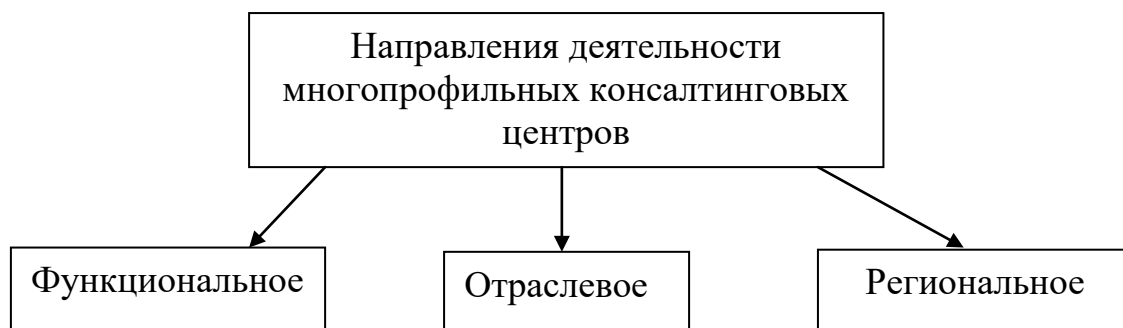 Направления деятельности
многопрофильных консалтинговых
центров
Функциональное
Отраслевое
Региональное